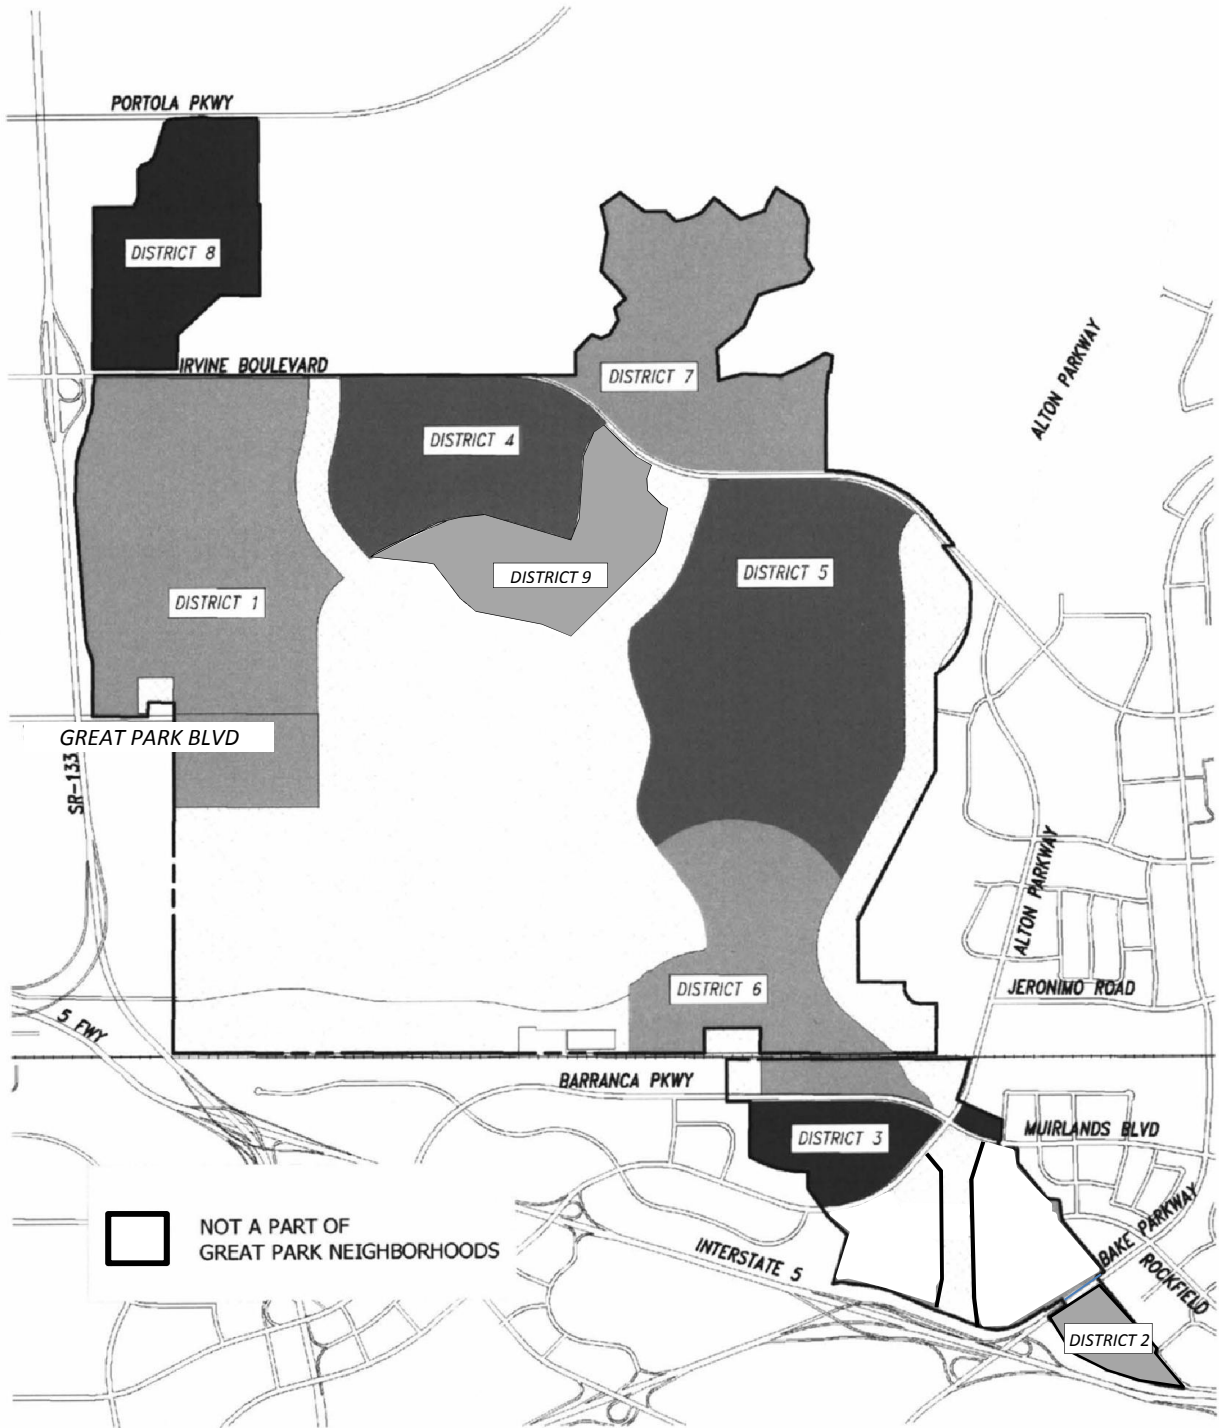 PORTOLA PKWY
DISTRICT 8
IRVINE BOULEVARD
DISTRICT 7
ALTON PARKWAY
DISTRICT 4
DISTRICT 9
DISTRICT 5
DISTRICT 1
GREAT PARK BLVD
SR-133
ALTON PARKWAY
DISTRICT 6
JERONIMO ROAD
5 FWY
BARRANCA PKWY
DISTRICT 3
MUIRLANDS BLVD
NOT A PART OF
GREAT PARK NEIGHBORHOODS
INTERSTATE 5
BAKE PARKWAY
ROCKFIELD
DISTRICT 2